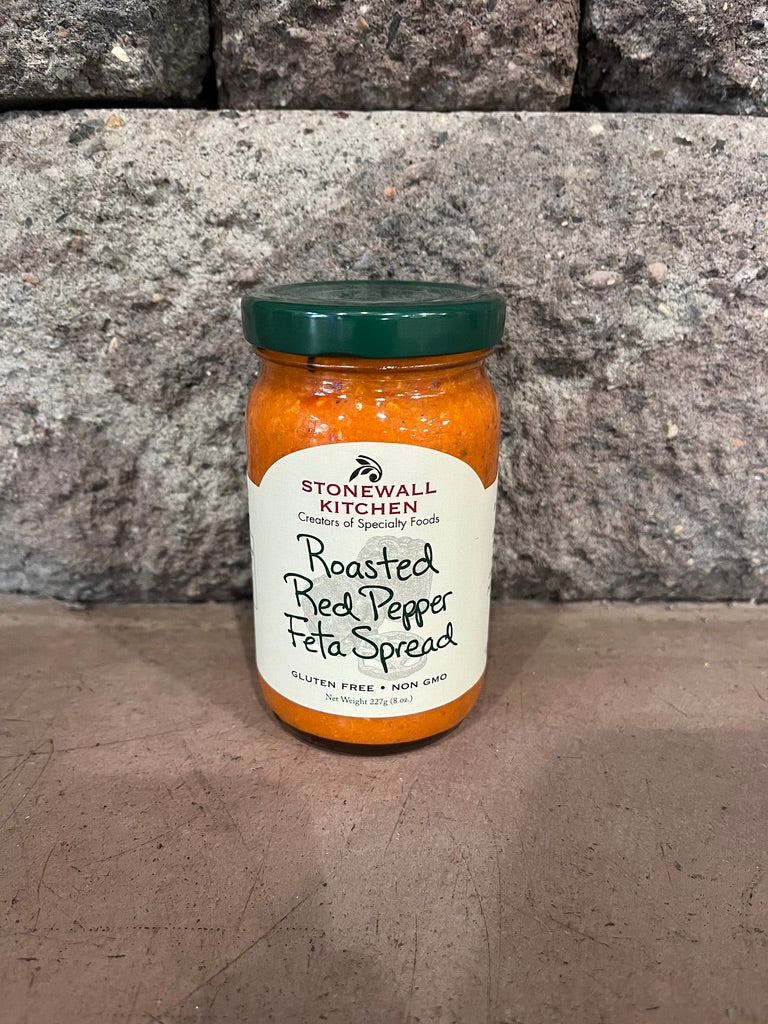 STONEWALL
KITCHEN
Creators of Specialty Foods
Roasted
Red Pepper
Feta Spread
GLUTEN FREE • NON GMO
Net Weight 227g (8 oz.)